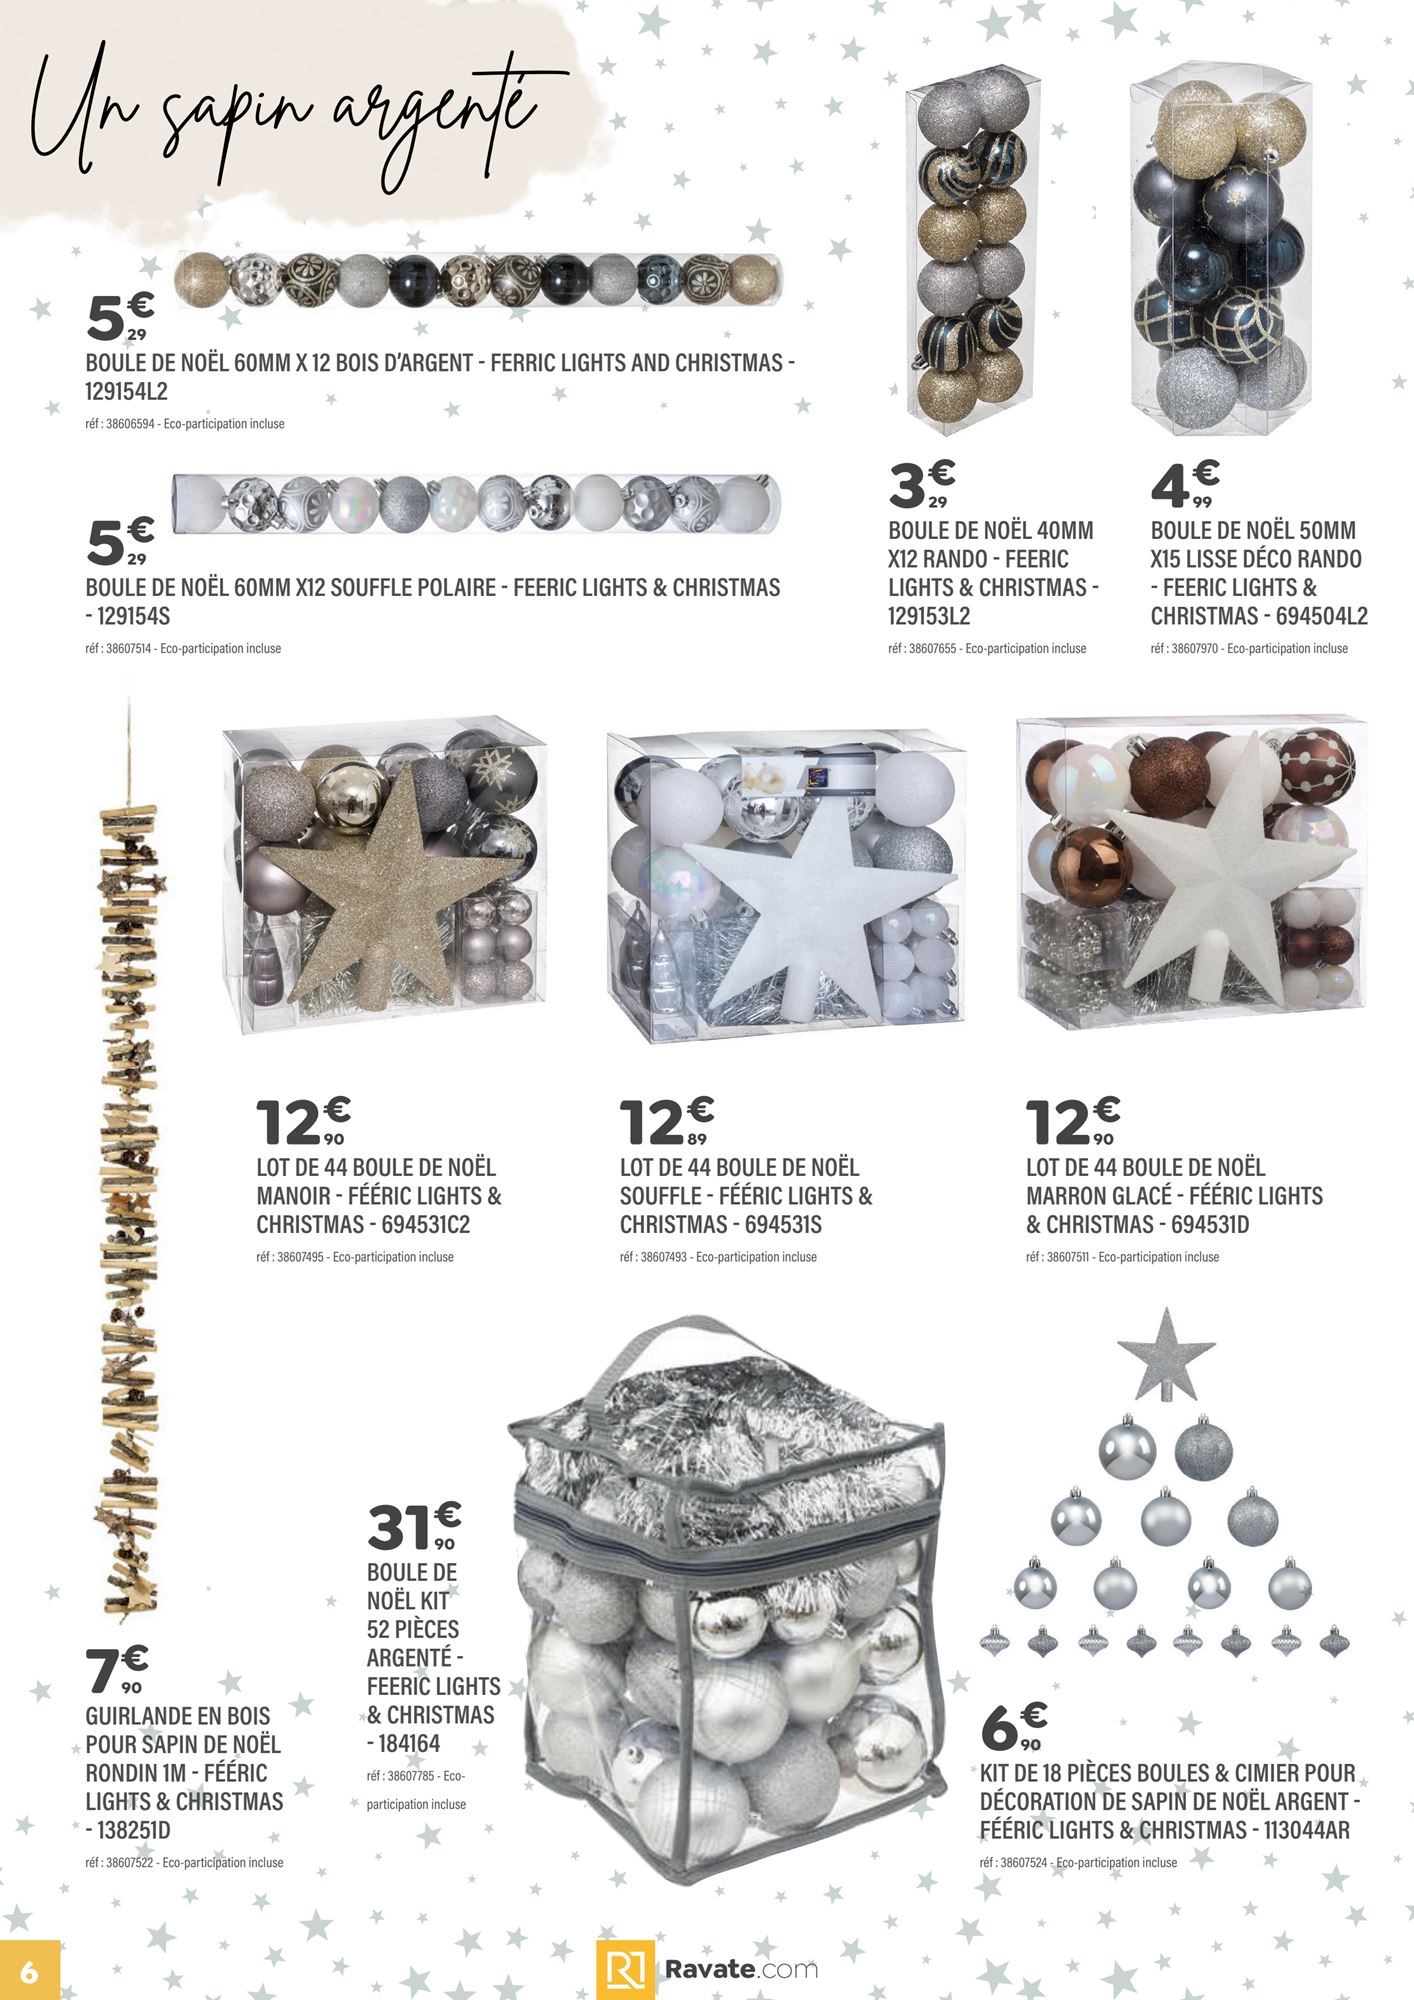 Un sapin argenté
5€29
BOULE DE NOËL 60MM X 12 BOIS D'ARGENT - FERRIC LIGHTS AND CHRISTMAS -
129154L2
réf : 38606594 - Eco-participation incluse
5€29
BOULE DE NOËL 60MM X12 SOUFFLE POLAIRE - FEERIC LIGHTS & CHRISTMAS
- 129154S
réf : 38607514 - Eco-participation incluse
3€29
BOULE DE NOËL 40MM
X12 RANDO - FEERIC
LIGHTS & CHRISTMAS -
129153L2
réf : 38607655 - Eco-participation incluse
4€99
BOULE DE NOËL 50MM
X15 LISSE DÉCO RANDO
- FEERIC LIGHTS &
CHRISTMAS - 694504L2
réf : 38607970 - Eco-participation incluse
12€90
LOT DE 44 BOULE DE NOËL
MANOIR - FÉÉRIC LIGHTS &
CHRISTMAS - 694531C2
réf : 38607495 - Eco-participation incluse
12€89
LOT DE 44 BOULE DE NOËL
SOUFFLE - FÉÉRIC LIGHTS &
CHRISTMAS - 694531S
réf : 38607493 - Eco-participation incluse
12€90
LOT DE 44 BOULE DE NOËL
MARRON GLACÉ - FÉÉRIC LIGHTS
& CHRISTMAS - 694531D
réf : 38607511 - Eco-participation incluse
7€90
GUIRLANDE EN BOIS
POUR SAPIN DE NOËL
RONDIN 1M - FÉÉRIC
LIGHTS & CHRISTMAS
- 138251D
réf : 38607522 - Eco-participation incluse
31€90
BOULE DE
NOËL KIT
52 PIÈCES
ARGENTÉ -
FEERIC LIGHTS
& CHRISTMAS
- 184164
réf : 38607785 - Eco-
participation incluse
6€90
KIT DE 18 PIÈCES BOULES & CIMIER POUR
DÉCORATION DE SAPIN DE NOËL ARGENT -
FÉÉRIC LIGHTS & CHRISTMAS - 113044AR
réf : 38607524 - Eco-participation incluse
6
Ravate.com